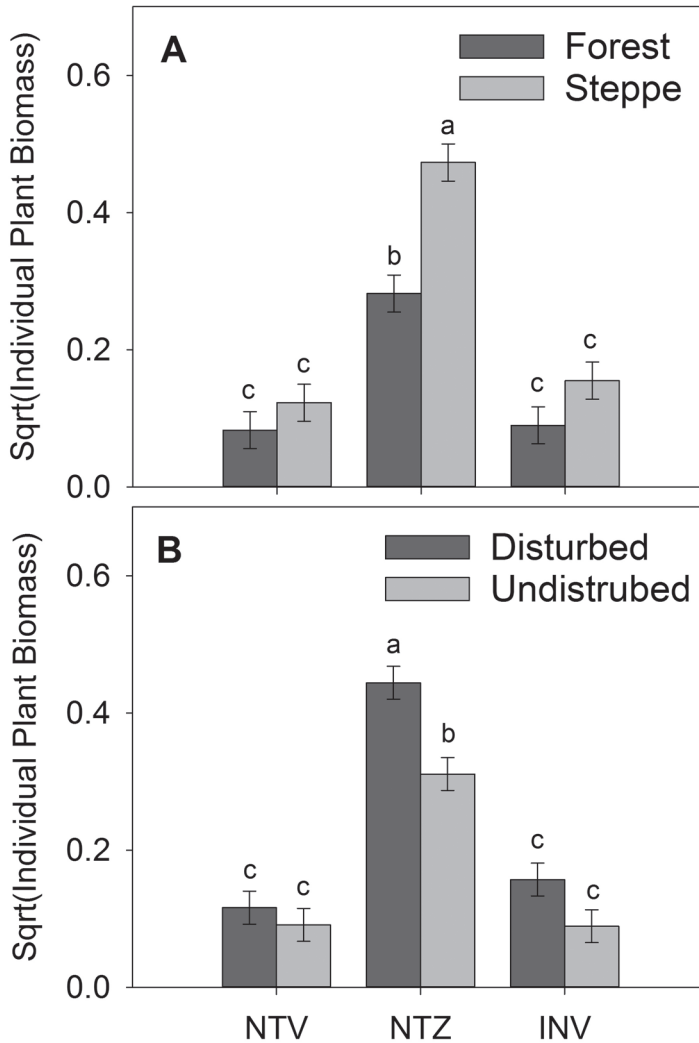 A
Forest
Steppe
Sqrt(Individual Plant Biomass)
0.6
0.4
0.2
0.0
c
c
b
a
c
c
B
Disturbed
Undistrubed
Sqrt(Individual Plant Biomass)
0.6
0.4
0.2
0.0
c
c
a
b
c
c
NTV NTZ INV